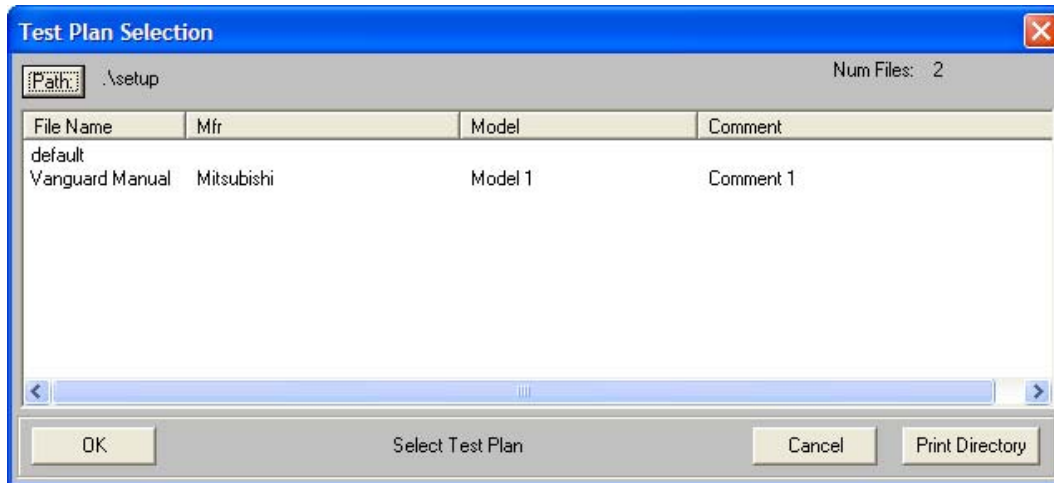 Test Plan Selection
Path: .\setup Num Files: 2
File Name Mfr Model Comment
default
Vanguard Manual Mitsubishi Model 1 Comment 1
OK Select Test Plan Cancel Print Directory